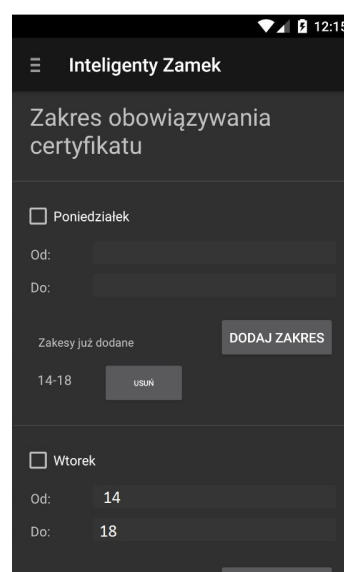 12:15
Inteligenty Zamek
Zakres obowiązywania
certyfikatu
Poniedziałek
Od:
Do:
Zakesy już dodane
DODAJ ZAKRES
14-18
USUŃ
Wtorek
Od: 14
Do: 18